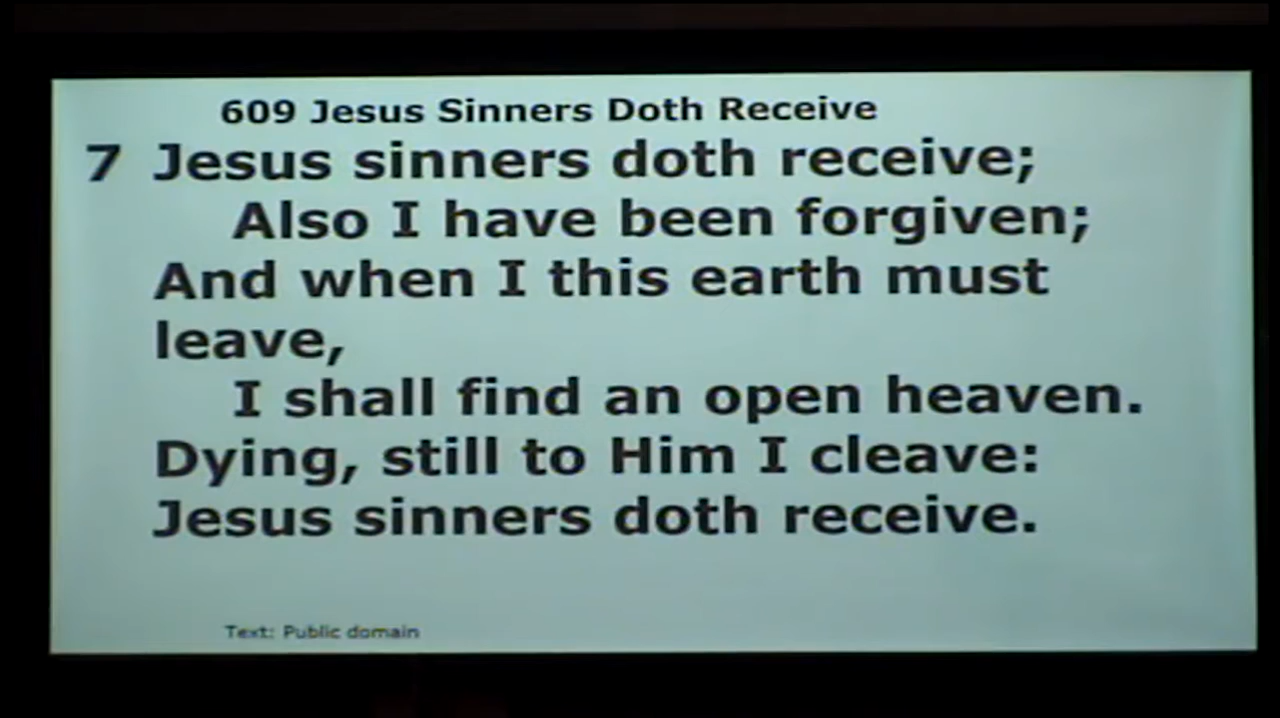 609 Jesus Sinners Doth Receive
7 Jesus sinners doth receive;
Also I have been forgiven;
And when I this earth must
leave,
I shall find an open heaven.
Dying, still to Him I cleave:
Jesus sinners doth receive.
Text: Public domain